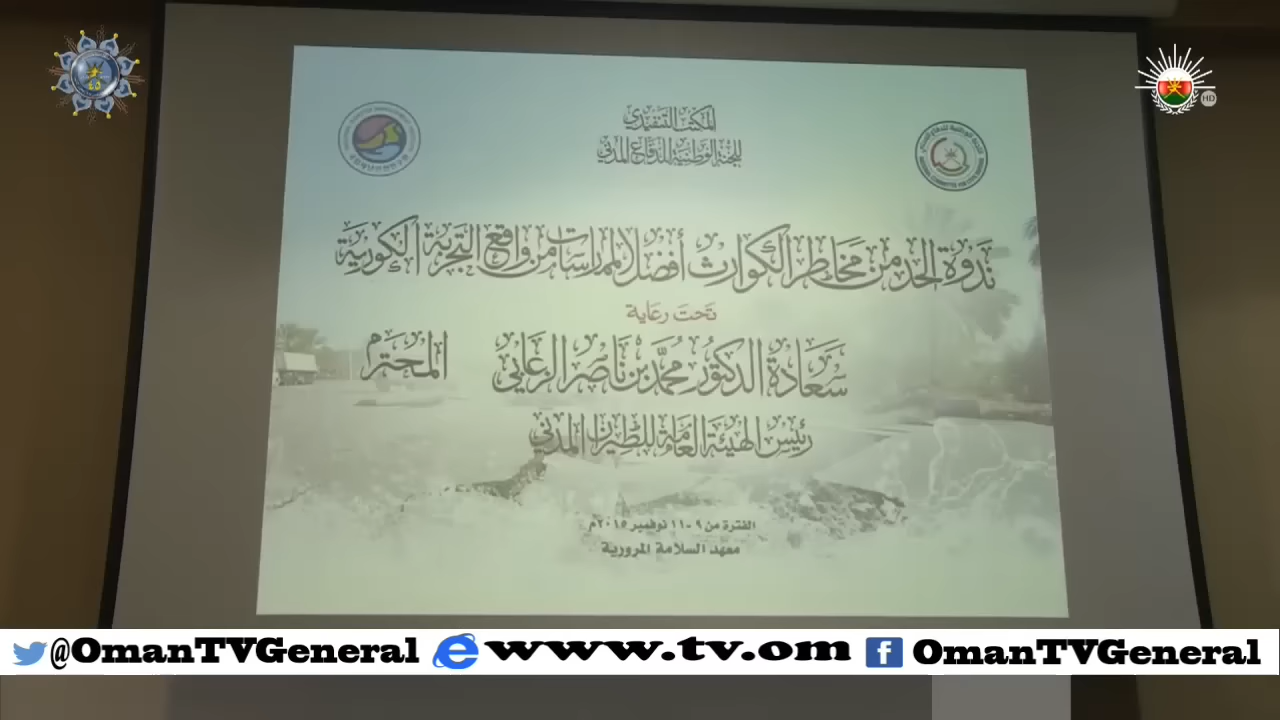 المكتب التنفيذي
للجنة الوطنية للدفاع المدني
ندوة الحد من مخاطر الكوارث أفضل الممارسات من واقع التجربة الكورية
تحت رعاية
سعادة الدكتور محمد بن ناصر الزعابي المحترم
رئيس الهيئة العامة للطيران المدني
الفترة من ٩-١١ نوفمبر ٢٠١٥م
معهد السلامة المرورية
HD
@OmanTVGeneral www.tv.om OmanTVGeneral